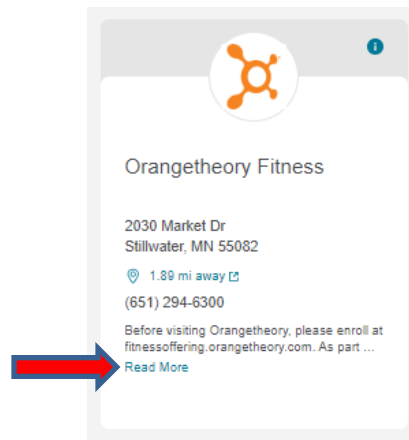 Orangetheory Fitness
2030 Market Dr
Stillwater, MN 55082
1.89 mi away
(651) 294-6300
Before visiting Orangetheory, please enroll at
fitnessoffering.orangetheory.com. As part ...
Read More